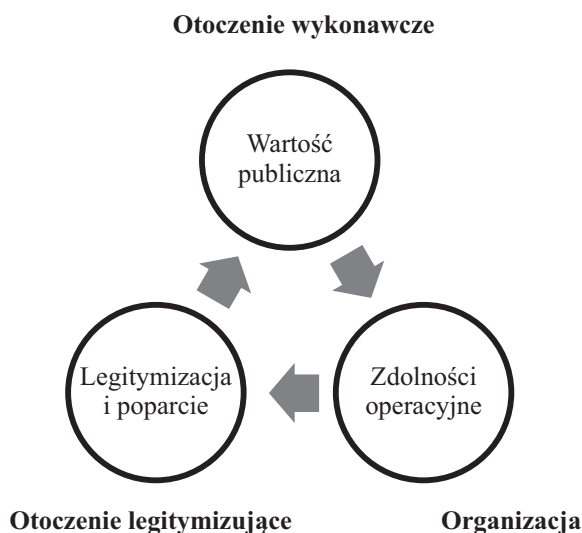 Otoczenie wykonawcze
Wartość
publiczna
Legitymizacja
i poparcie
Zdolności
operacyjne
Otoczenie legitymizujące
Organizacja